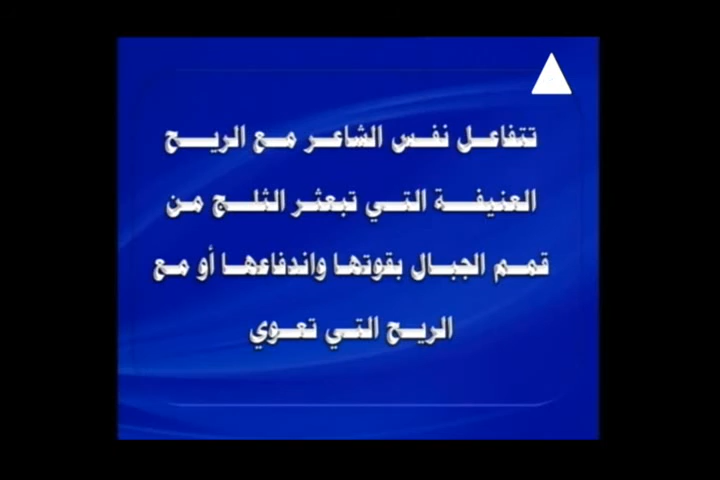 تتفاعل نفس الشاعر مع الريح
العنيفة التي تبعثر الثلج من
قمم الجبال بقوتها واندفاعها أو مع
الريح التي تعوي